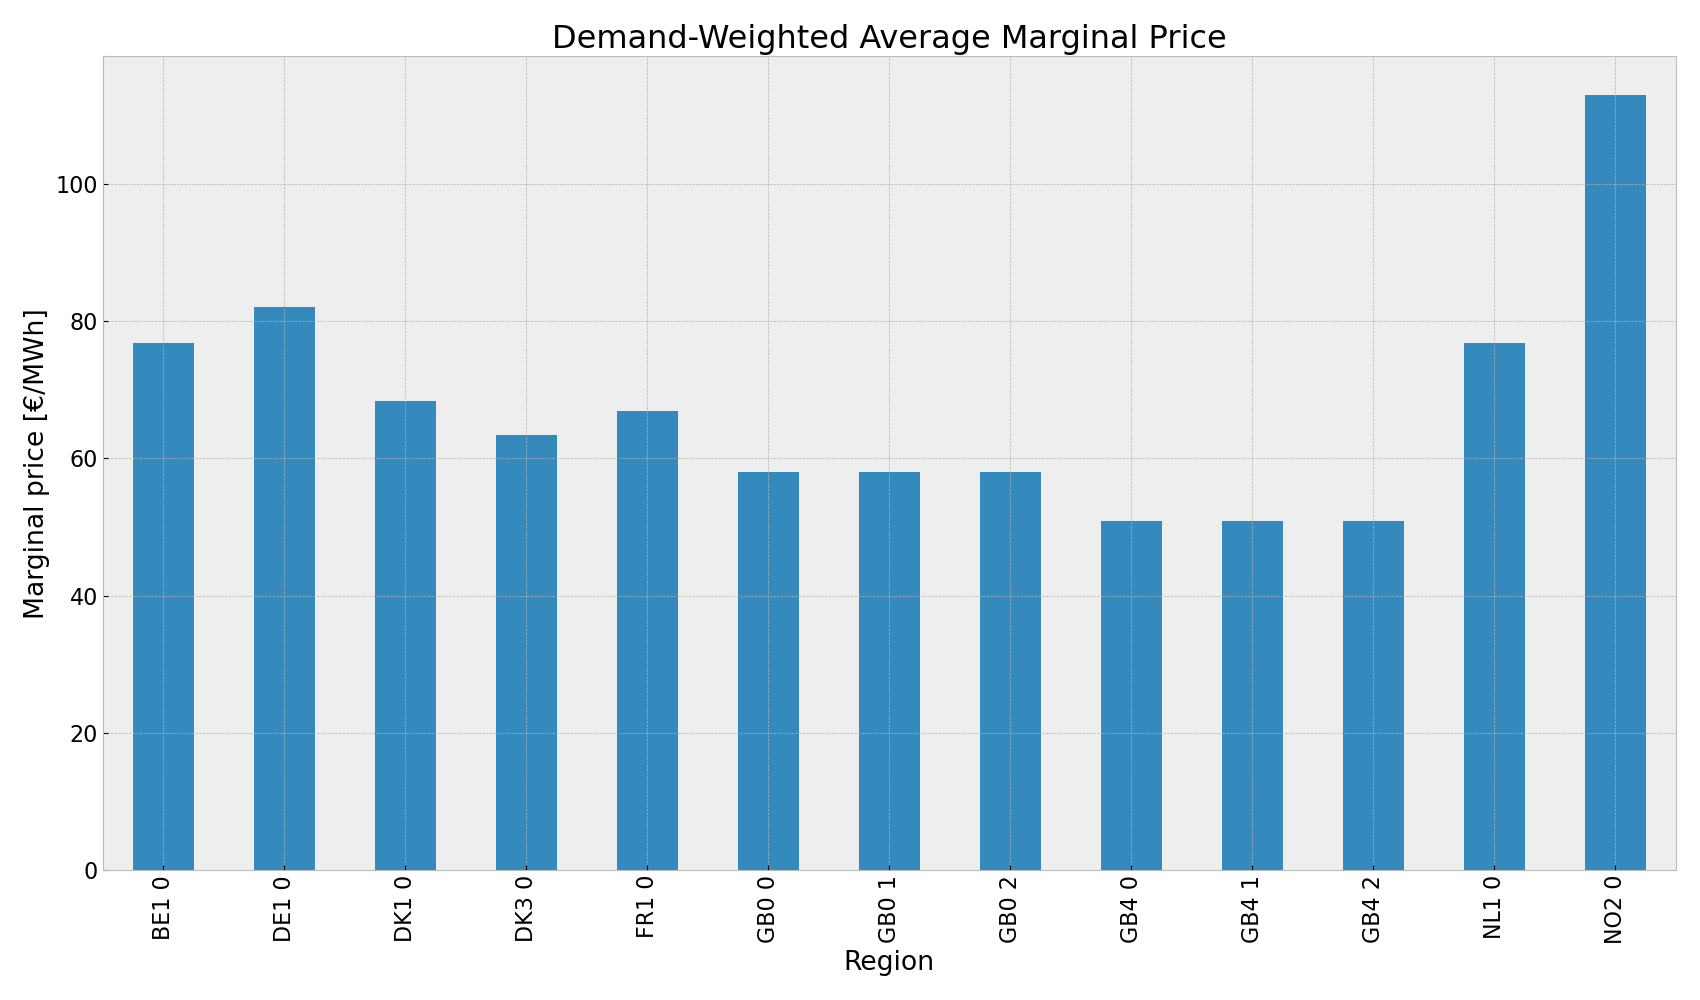 Demand-Weighted Average Marginal Price
Marginal price [€/MWh]
100
80
60
40
20
0
BE1 0
DE1 0
DK1 0
DK3 0
FR1 0
GB0 0
GB0 1
GB0 2
GB4 0
GB4 1
GB4 2
NL1 0
NO2 0
Region